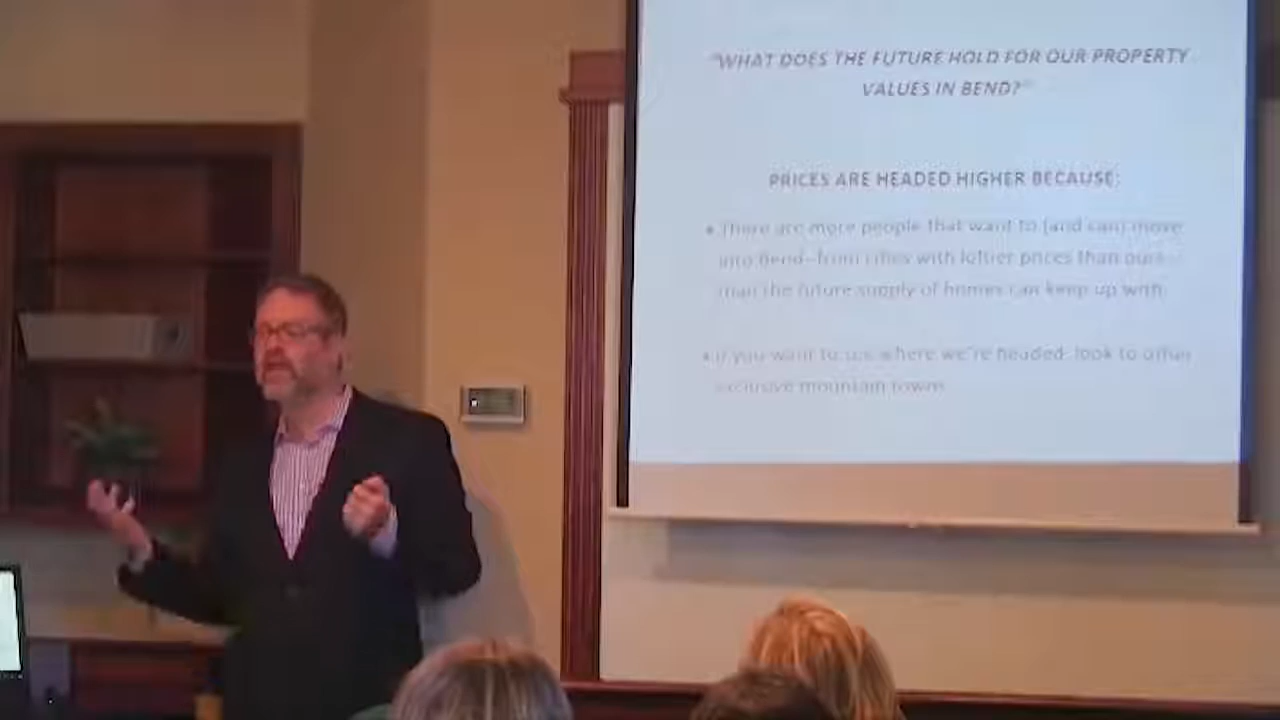 "WHAT DOES THE FUTURE HOLD FOR OUR PROPERTY
VALUES IN BEND?"
PRICES ARE HEADED HIGHER BECAUSE:
• There are more people that want to (and can) move
into Bend--from cities with loftier prices than ours--
than the future supply of homes can keep up with.
• If you want to see where we're headed, look to other
exclusive mountain towns